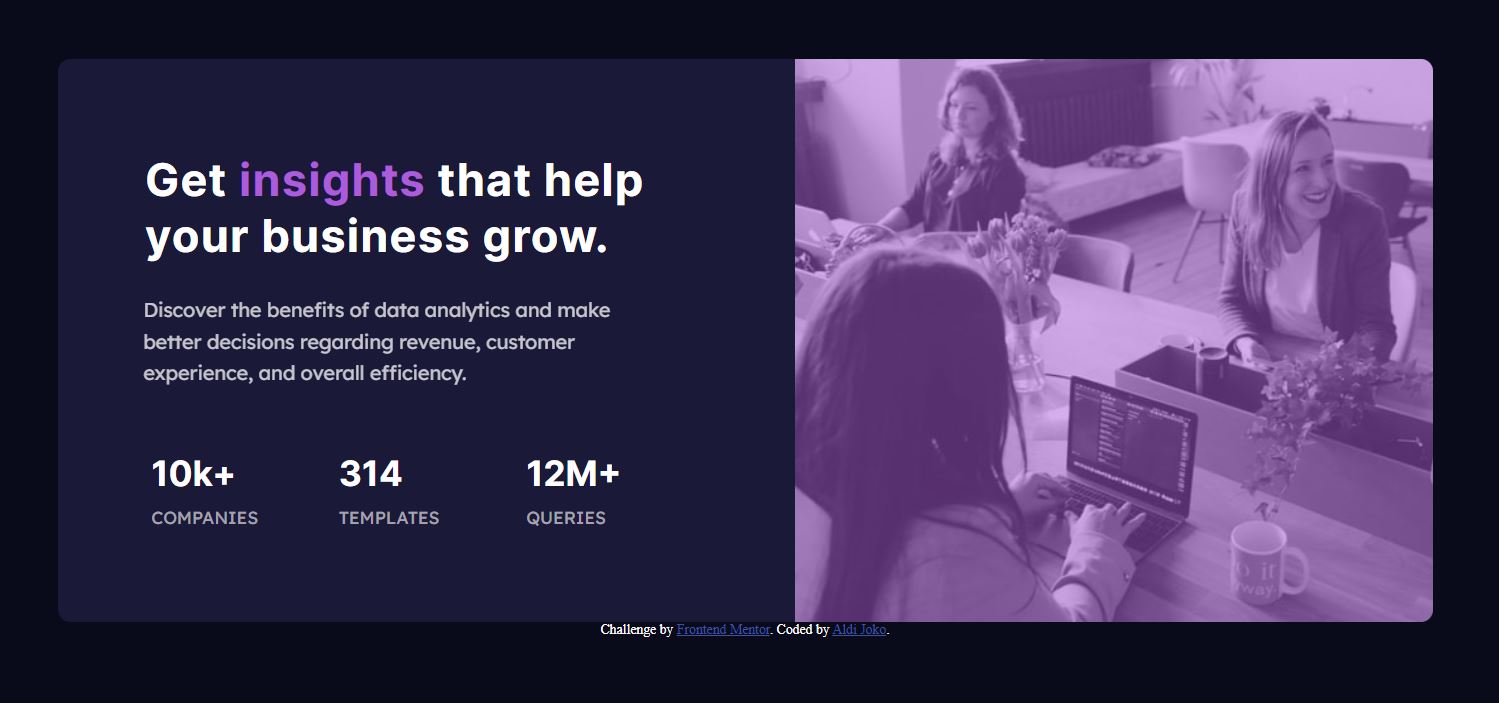 Get insights that help
your business grow.
Discover the benefits of data analytics and make
better decisions regarding revenue, customer
experience, and overall efficiency.
10k+ 314 12M+
COMPANIES TEMPLATES QUERIES
Challenge by Frontend Mentor. Coded by Aldi Joko.